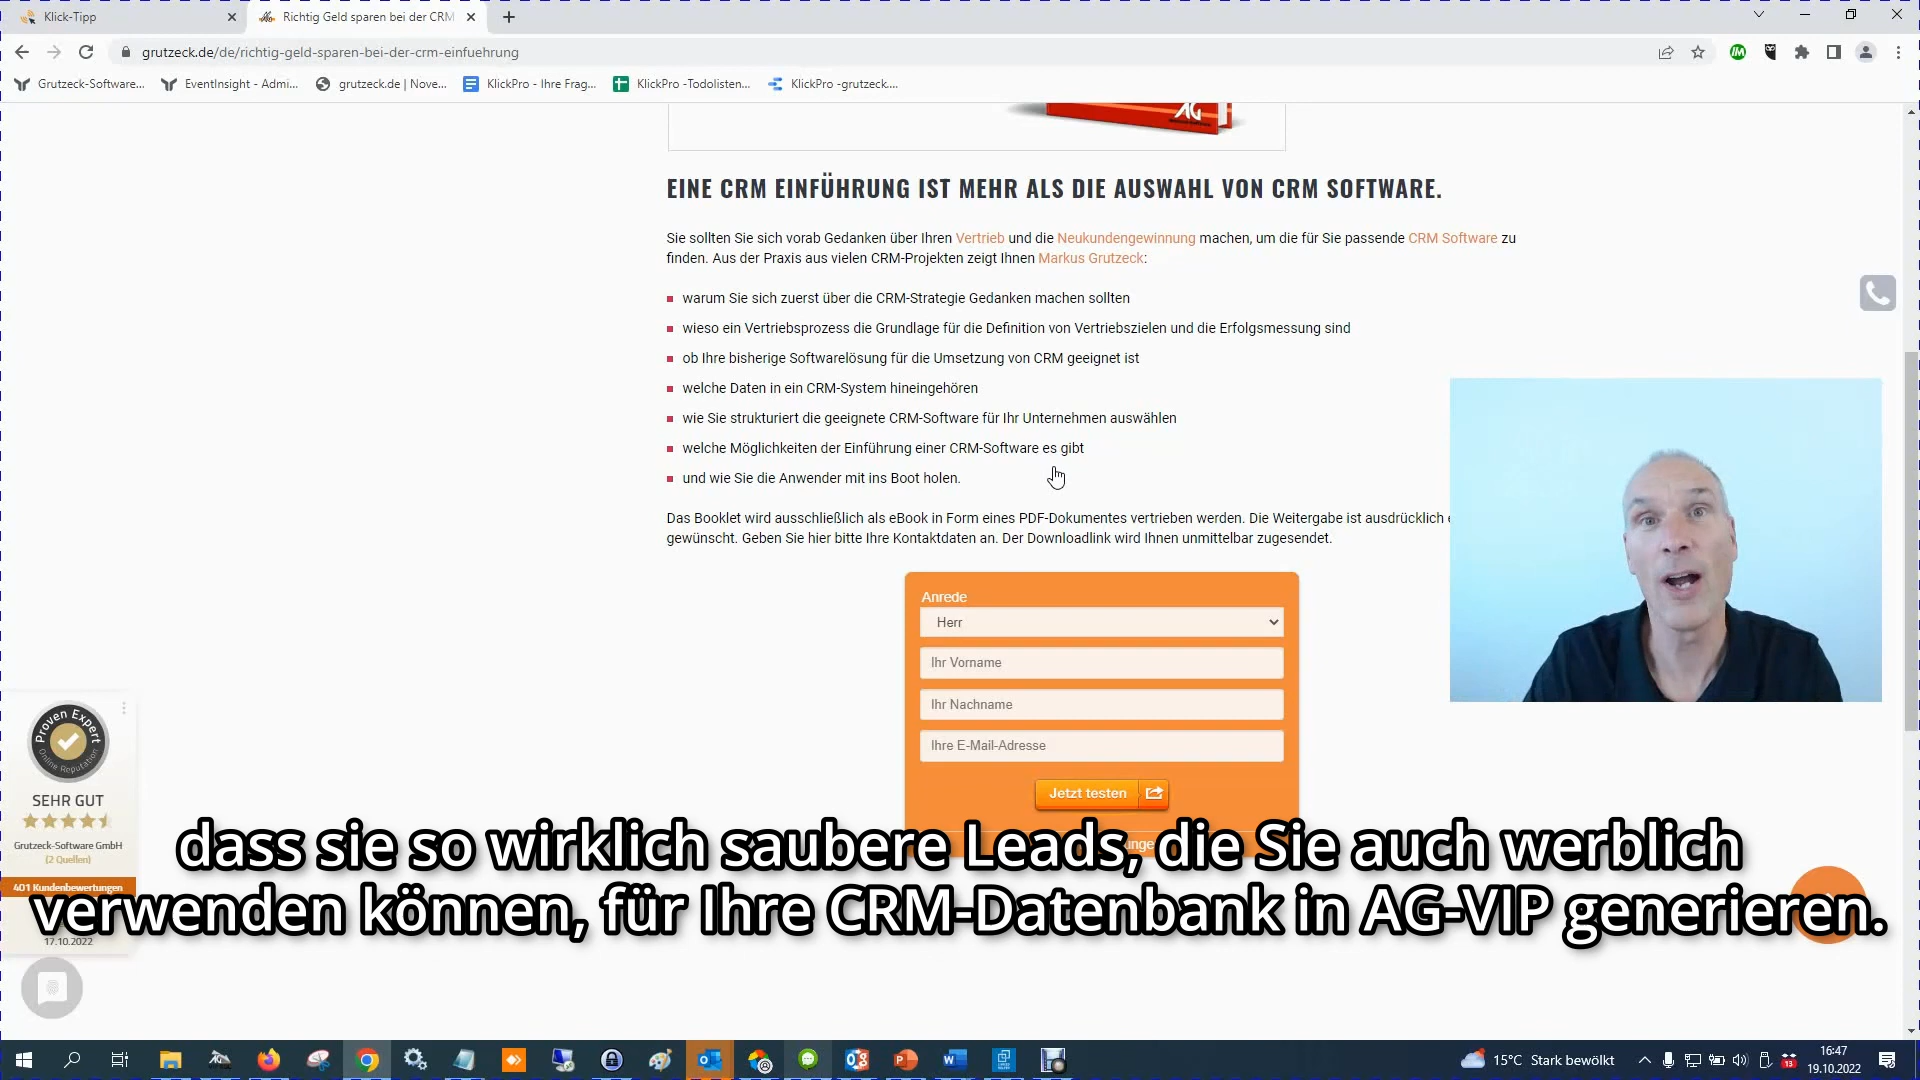 Klick-Tipp
Richtig Geld sparen bei der CRM
grutzeck.de/de/richtig-geld-sparen-bei-der-crm-einfuehrung
Grutzeck-Software...
EventInsight - Admi...
grutzeck.de | Nove...
KlickPro - Ihre Frag...
KlickPro -Todolisten...
KlickPro -grutzeck....
AG
EINE CRM EINFÜHRUNG IST MEHR ALS DIE AUSWAHL VON CRM SOFTWARE.
Sie sollten Sie sich vorab Gedanken über Ihren Vertrieb und die Neukundengewinnung machen, um die für Sie passende CRM Software zu
finden. Aus der Praxis aus vielen CRM-Projekten zeigt Ihnen Markus Grutzeck:
warum Sie sich zuerst über die CRM-Strategie Gedanken machen sollten
wieso ein Vertriebsprozess die Grundlage für die Definition von Vertriebszielen und die Erfolgsmessung sind
ob Ihre bisherige Softwarelösung für die Umsetzung von CRM geeignet ist
welche Daten in ein CRM-System hineingehören
wie Sie strukturiert die geeignete CRM-Software für Ihr Unternehmen auswählen
welche Möglichkeiten der Einführung einer CRM-Software es gibt
und wie Sie die Anwender mit ins Boot holen.
Das Booklet wird ausschließlich als eBook in Form eines PDF-Dokumentes vertrieben werden. Die Weitergabe ist ausdrücklich
gewünscht. Geben Sie hier bitte Ihre Kontaktdaten an. Der Downloadlink wird Ihnen unmittelbar zugesendet.
Anrede
Herr
Ihr Vorname
Ihr Nachname
Ihre E-Mail-Adresse
Jetzt testen
Proven Expert
Online Reputation
SEHR GUT
Grutzeck-Software GmbH
(2 Quellen)
401 Kundenbewertungen
17.10.2022
dass sie so wirklich saubere Leads, die Sie auch werblich
verwenden können, für Ihre CRM-Datenbank in AG-VIP generieren.
15°C Stark bewölkt
16:47
19.10.2022